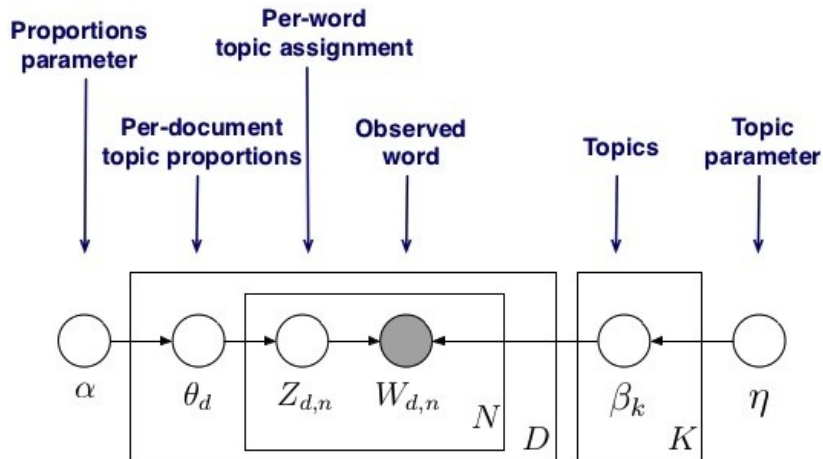 Proportions
parameter
Per-word
topic assignment
Per-document
topic proportions
Observed
word
Topics
Topic
parameter
α
θ_d
Z_{d,n}
W_{d,n}
N
D
β_k
K
η